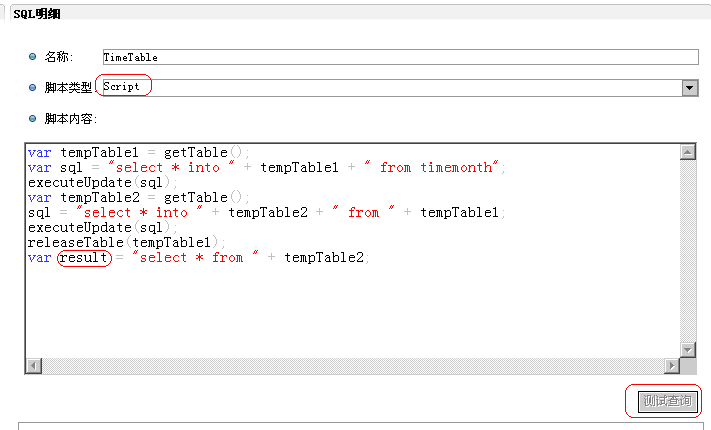 SQL明细
名称: TimeTable
脚本类型: Script
脚本内容:
var tempTable1 = getTable();
var sql = "select * into " + tempTable1 + " from timemonth";
executeUpdate(sql);
var tempTable2 = getTable();
sql = "select * into " + tempTable2 + " from " + tempTable1;
executeUpdate(sql);
releaseTable(tempTable1);
var result = "select * from " + tempTable2;
测试查询